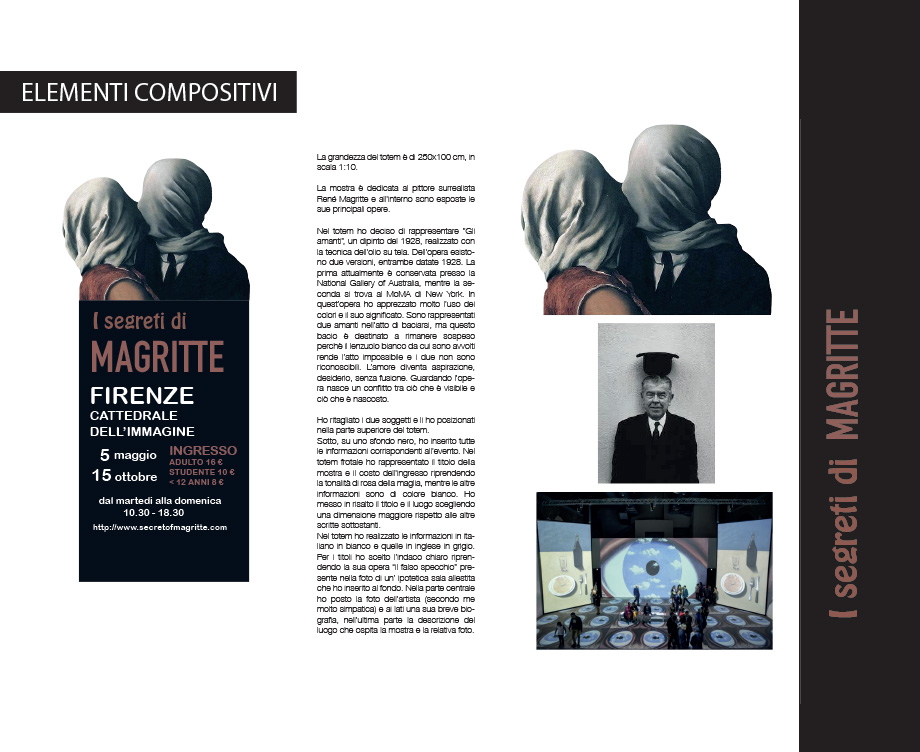 ELEMENTI COMPOSITIVI
I segreti di
MAGRITTE
FIRENZE
CATTEDRALE
DELL'IMMAGINE
5 maggio
15 ottobre
INGRESSO
ADULTO 16 €
STUDENTE 10 €
< 12 ANNI 8 €
dal martedi alla domenica
10.30 - 18.30
http://www.secretofmagritte.com
La grandezza del totem è di 250x100 cm, in
scala 1:10.
La mostra è dedicata al pittore surrealista
René Magritte e all'interno sono esposte le
sue principali opere.
Nel totem ho deciso di rappresentare "Gli
amanti", un dipinto del 1928, realizzato con
la tecnica dell'olio su tela. Dell'opera esisto-
no due versioni, entrambe datate 1928. La
prima attualmente è conservata presso la
National Gallery of Australia, mentre la se-
conda si trova al MoMA di New York. In
quest'opera ho apprezzato molto l'uso dei
colori e il suo significato. Sono rappresentati
due amanti nell'atto di baciarsi, ma questo
bacio è destinato a rimanere sospeso
perchè il lenzuolo bianco da cui sono avvolti
rende l'atto impossibile e i due non sono
riconoscibili. L'amore diventa aspirazione,
desiderio, senza fusione. Guardando l'ope-
ra nasce un conflitto tra ciò che è visibile e
ciò che è nascosto.
Ho ritagliato i due soggetti e li ho posizionati
nella parte superiore del totem.
Sotto, su uno sfondo nero, ho inserito tutte
le informazioni corrispondenti all'evento. Nel
totem frotale ho rappresentato il titolo della
mostra e il costo dell'ingresso riprendendo
la tonalità di rosa della maglia, mentre le altre
informazioni sono di colore bianco. Ho
messo in risalto il titolo e il luogo scegliendo
una dimensione maggiore rispetto alle altre
scritte sottostanti.
Nel totem ho realizzato le informazioni in ita-
liano in bianco e quelle in inglese in grigio.
Per i titoli ho scelto l'indaco chiaro ripren-
dendo la sua opera "il falso specchio" pre-
sente nella foto di un' ipotetica sala allestita
che ho inserito al fondo. Nella parte centrale
ho posto la foto dell'artista (secondo me
molto simpatica) e ai lati una sua breve bio-
grafia, nell'ultima parte la descrizione del
luogo che ospita la mostra e la relativa foto.
I segreti di MAGRITTE